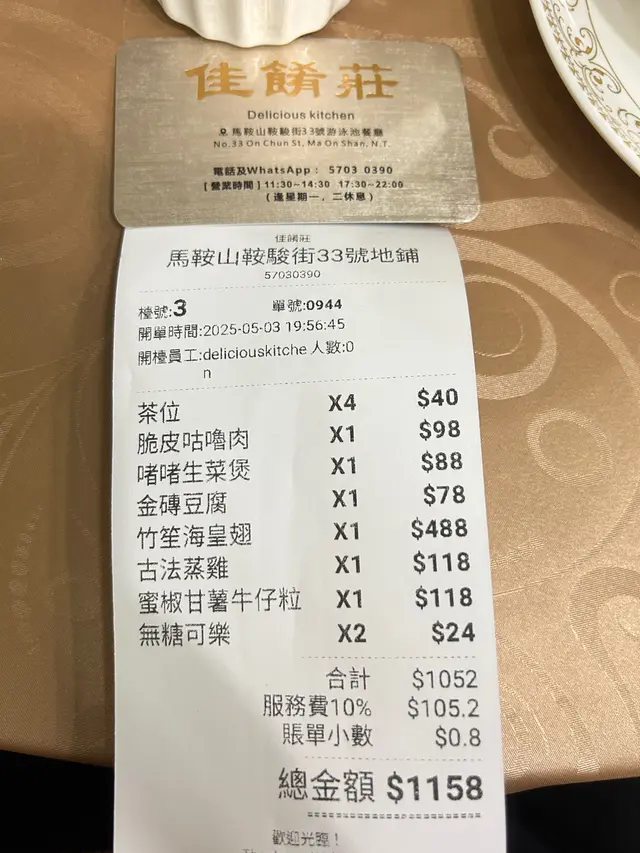 佳餚莊
Delicious kitchen
馬鞍山鞍駿街33號游泳池餐廳
No.33 On Chun St, Ma On Shan, N.T.
電話及WhatsApp： 5703 0390
[ 營業時間 ] 11:30~14:30 17:30~22:00
（逢星期一，二休息）
佳餚莊
馬鞍山鞍駿街33號地鋪
57030390
檯號:3 單號:0944
開單時間:2025-05-03 19:56:45
開檯員工:deliciouskitche 人數:0
n
茶位 X4 $40
脆皮咕嚕肉 X1 $98
啫啫生菜煲 X1 $88
金磚豆腐 X1 $78
竹笙海皇翅 X1 $488
古法蒸雞 X1 $118
蜜椒甘薯牛仔粒 X1 $118
無糖可樂 X2 $24
合計 $1052
服務費10% $105.2
賬單小數 $0.8
總金額 $1158
歡迎光臨！